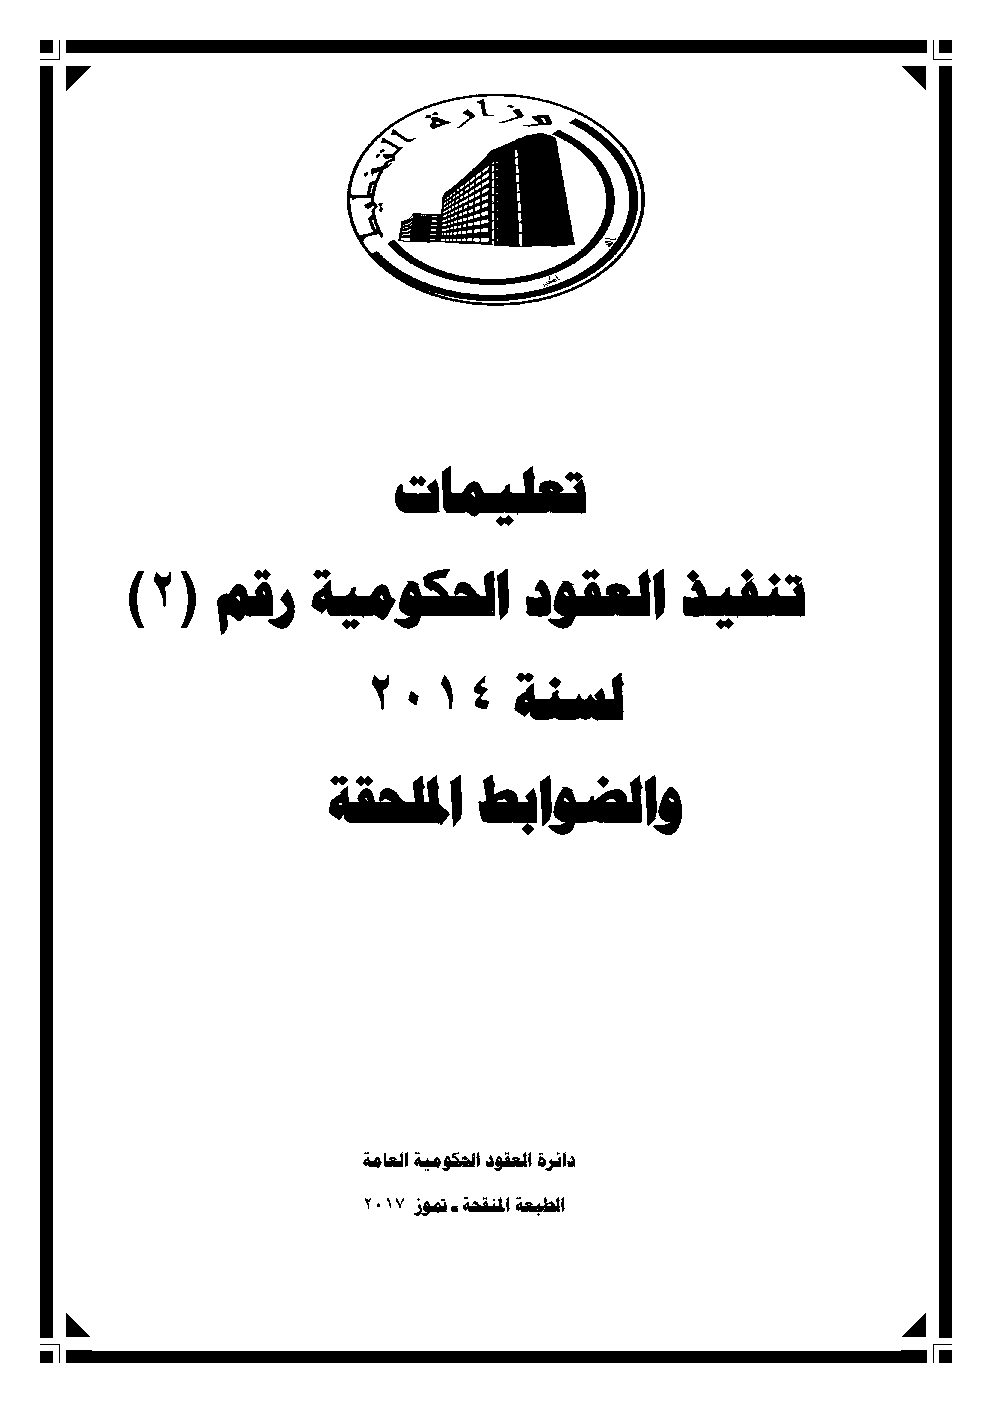 وزارة التخطيط
تعليمات
تنفيذ العقود الحكومية رقم (٢)
لسنة ٢٠١٤
والضوابط الملحقة
دائرة العقود الحكومية العامة
الطبعة المنقحة ـ تموز ٢٠١٧